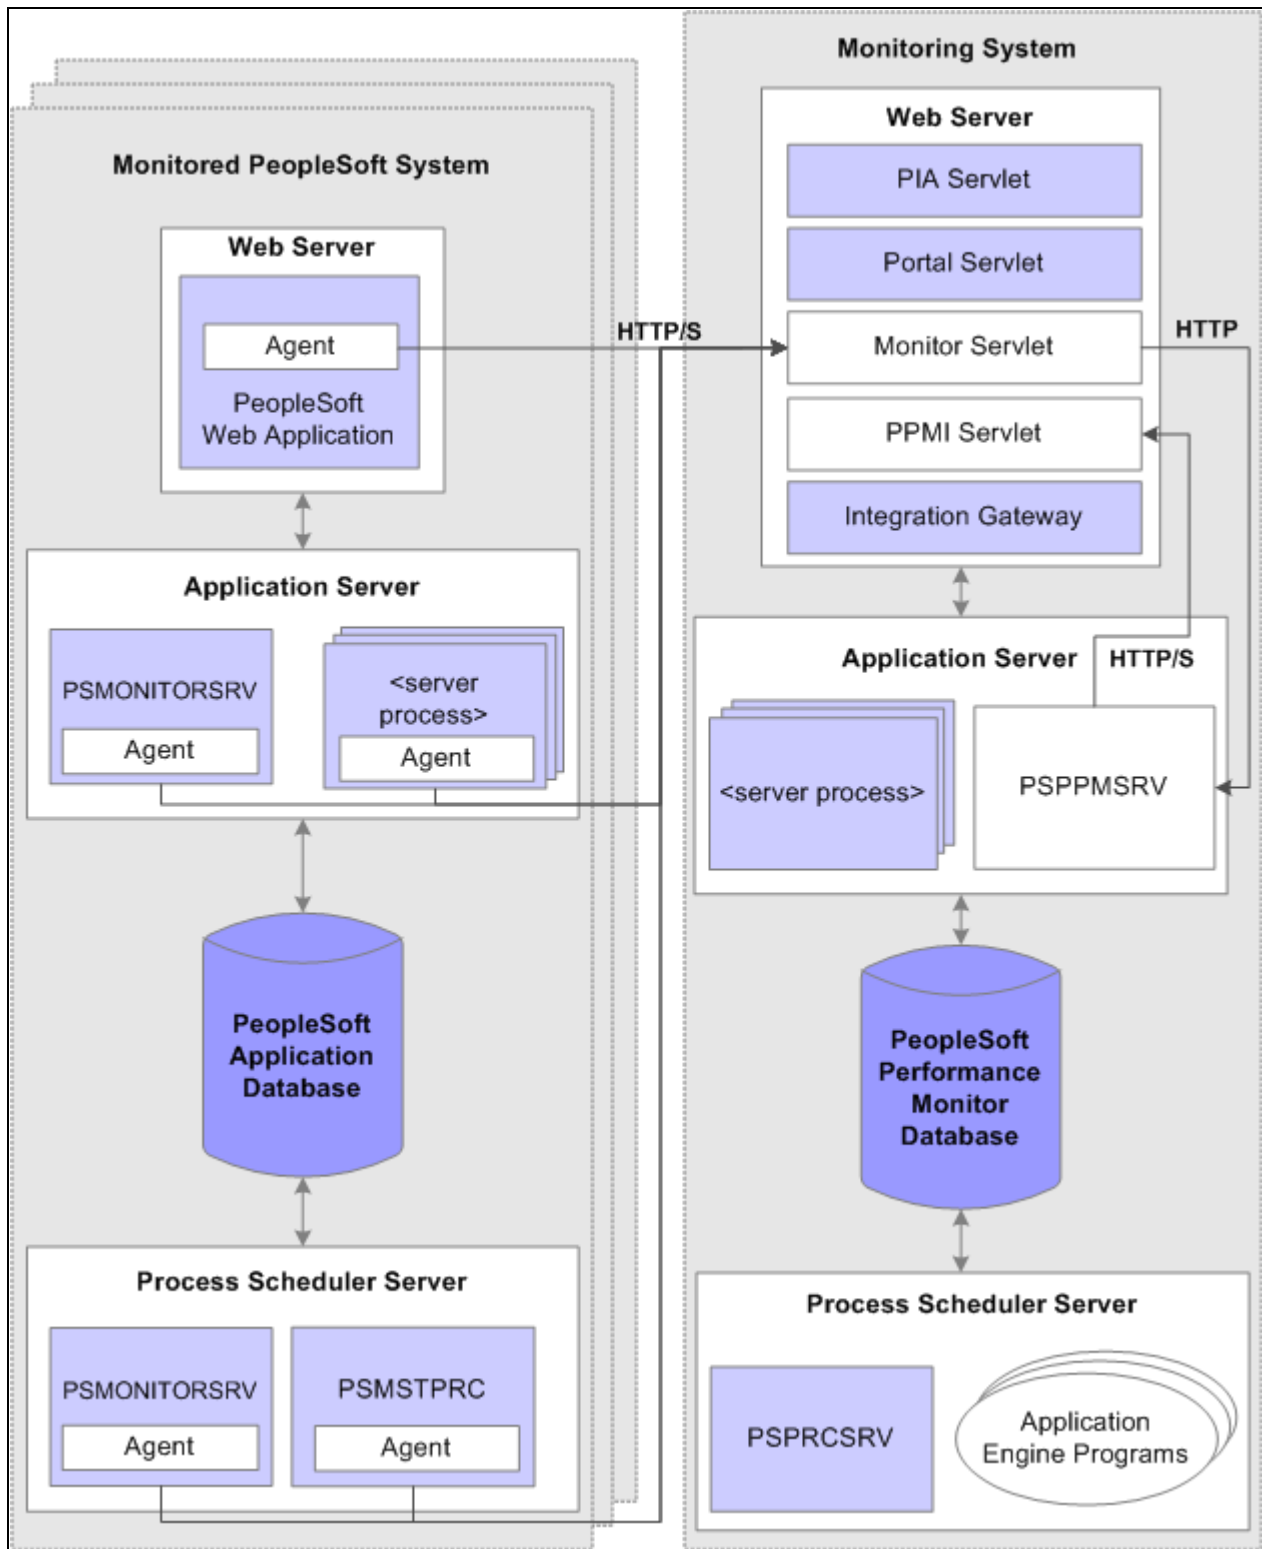 Monitored PeopleSoft System
Web Server
Agent
PeopleSoft
Web Application
HTTP/S
Application Server
PSMONITORSRV
Agent
<server
process>
Agent
PeopleSoft
Application
Database
Process Scheduler Server
PSMONITORSRV
Agent
PSMSTPRC
Agent
Monitoring System
Web Server
PIA Servlet
Portal Servlet
Monitor Servlet
HTTP
PPMI Servlet
Integration Gateway
Application Server
HTTP/S
<server process>
PSPPMSRV
PeopleSoft
Performance
Monitor
Database
Process Scheduler Server
PSPRCSRV
Application
Engine Programs